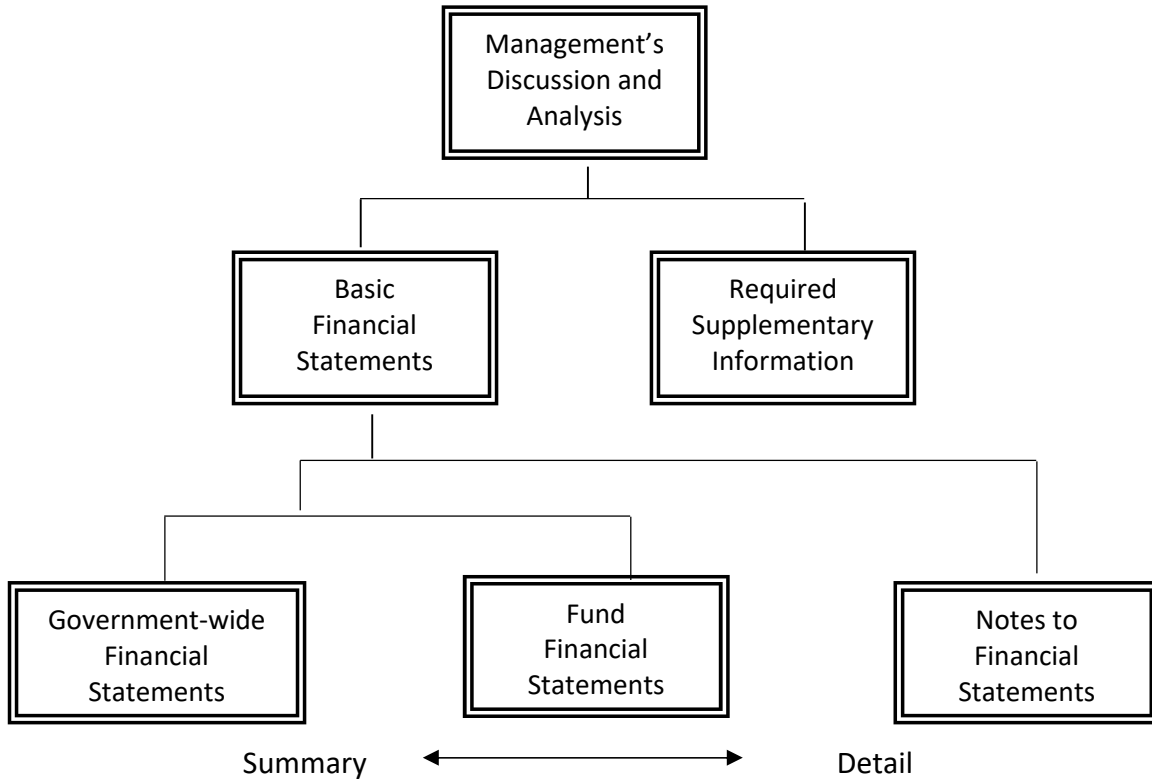 Management’s
Discussion and
Analysis
Basic
Financial
Statements
Required
Supplementary
Information
Government-wide
Financial
Statements
Fund
Financial
Statements
Notes to
Financial
Statements
Summary
Detail